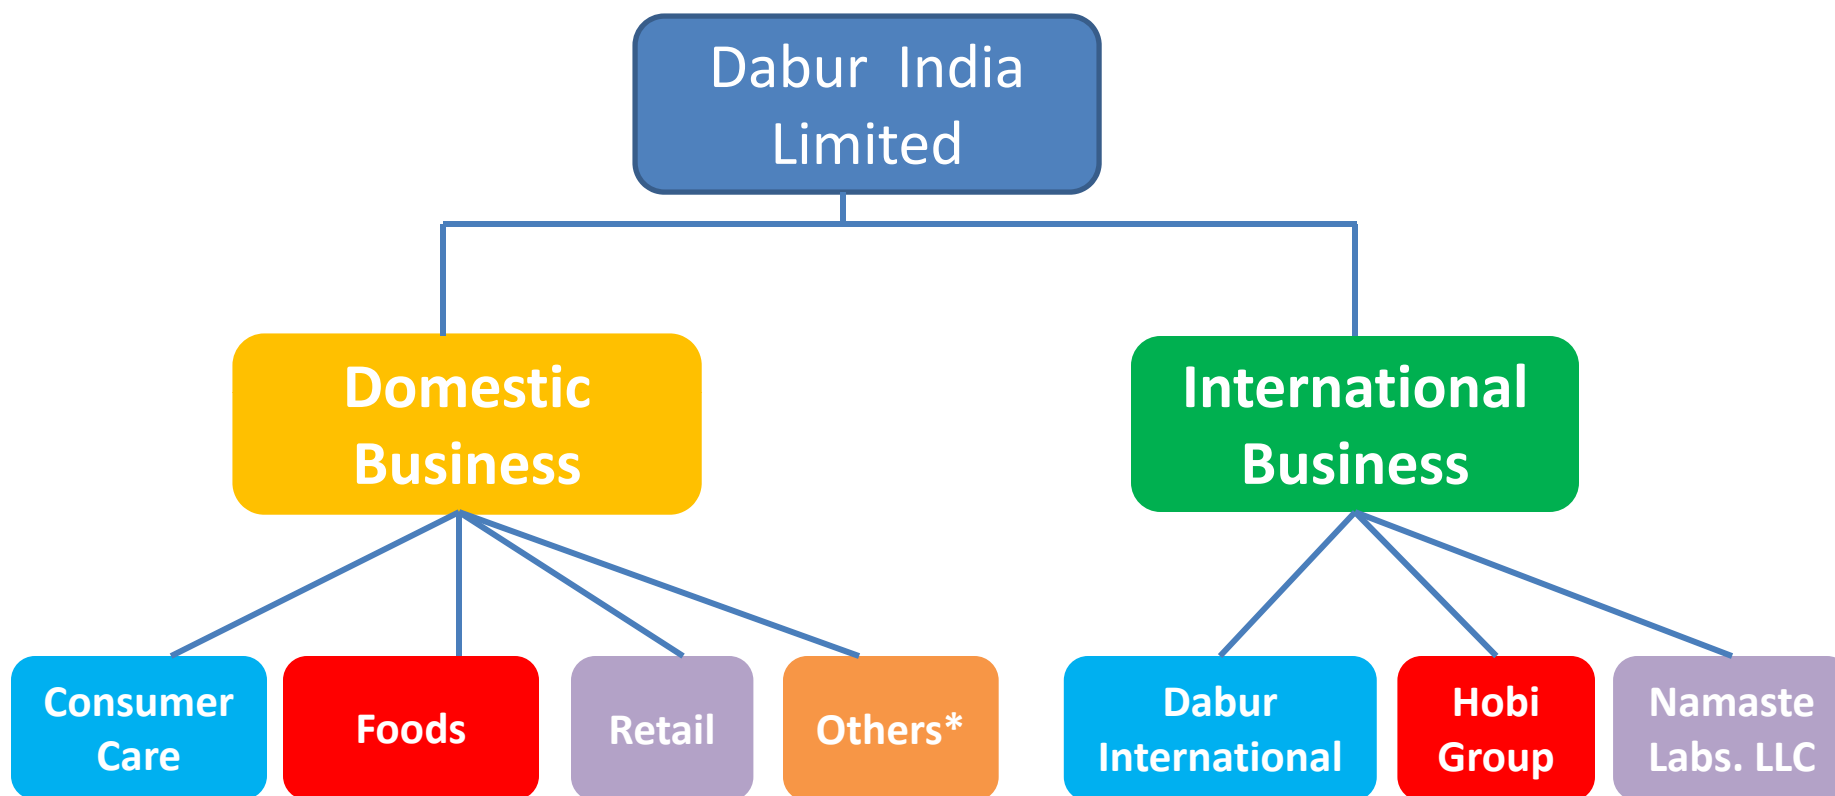 Dabur India
Limited
Domestic
Business
International
Business
Consumer
Care
Foods
Retail
Others*
Dabur
International
Hobi
Group
Namaste
Labs. LLC